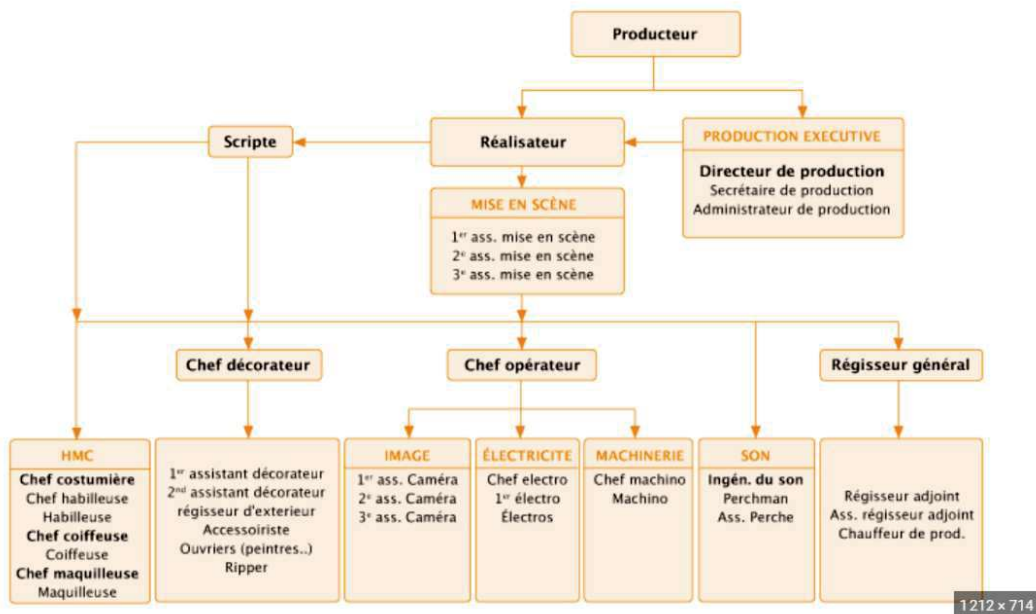 Producteur
Scripte
Réalisateur
PRODUCTION EXECUTIVE
Directeur de production
Secrétaire de production
Administrateur de production
MISE EN SCÈNE
1er ass. mise en scène
2e ass. mise en scène
3e ass. mise en scène
Chef décorateur
Chef opérateur
Régisseur général
HMC
Chef costumière
Chef habilleuse
Habilleuse
Chef coiffeuse
Coiffeuse
Chef maquilleuse
Maquilleuse
1er assistant décorateur
2nd assistant décorateur
régisseur d'exterieur
Accessoiriste
Ouvriers (peintres..)
Ripper
IMAGE
1er ass. Caméra
2e ass. Caméra
3e ass. Caméra
ÉLECTRICITE
Chef electro
1er électro
Électros
MACHINERIE
Chef machino
Machino
SON
Ingén. du son
Perchman
Ass. Perche
Régisseur adjoint
Ass. régisseur adjoint
Chauffeur de prod.
1212 × 714